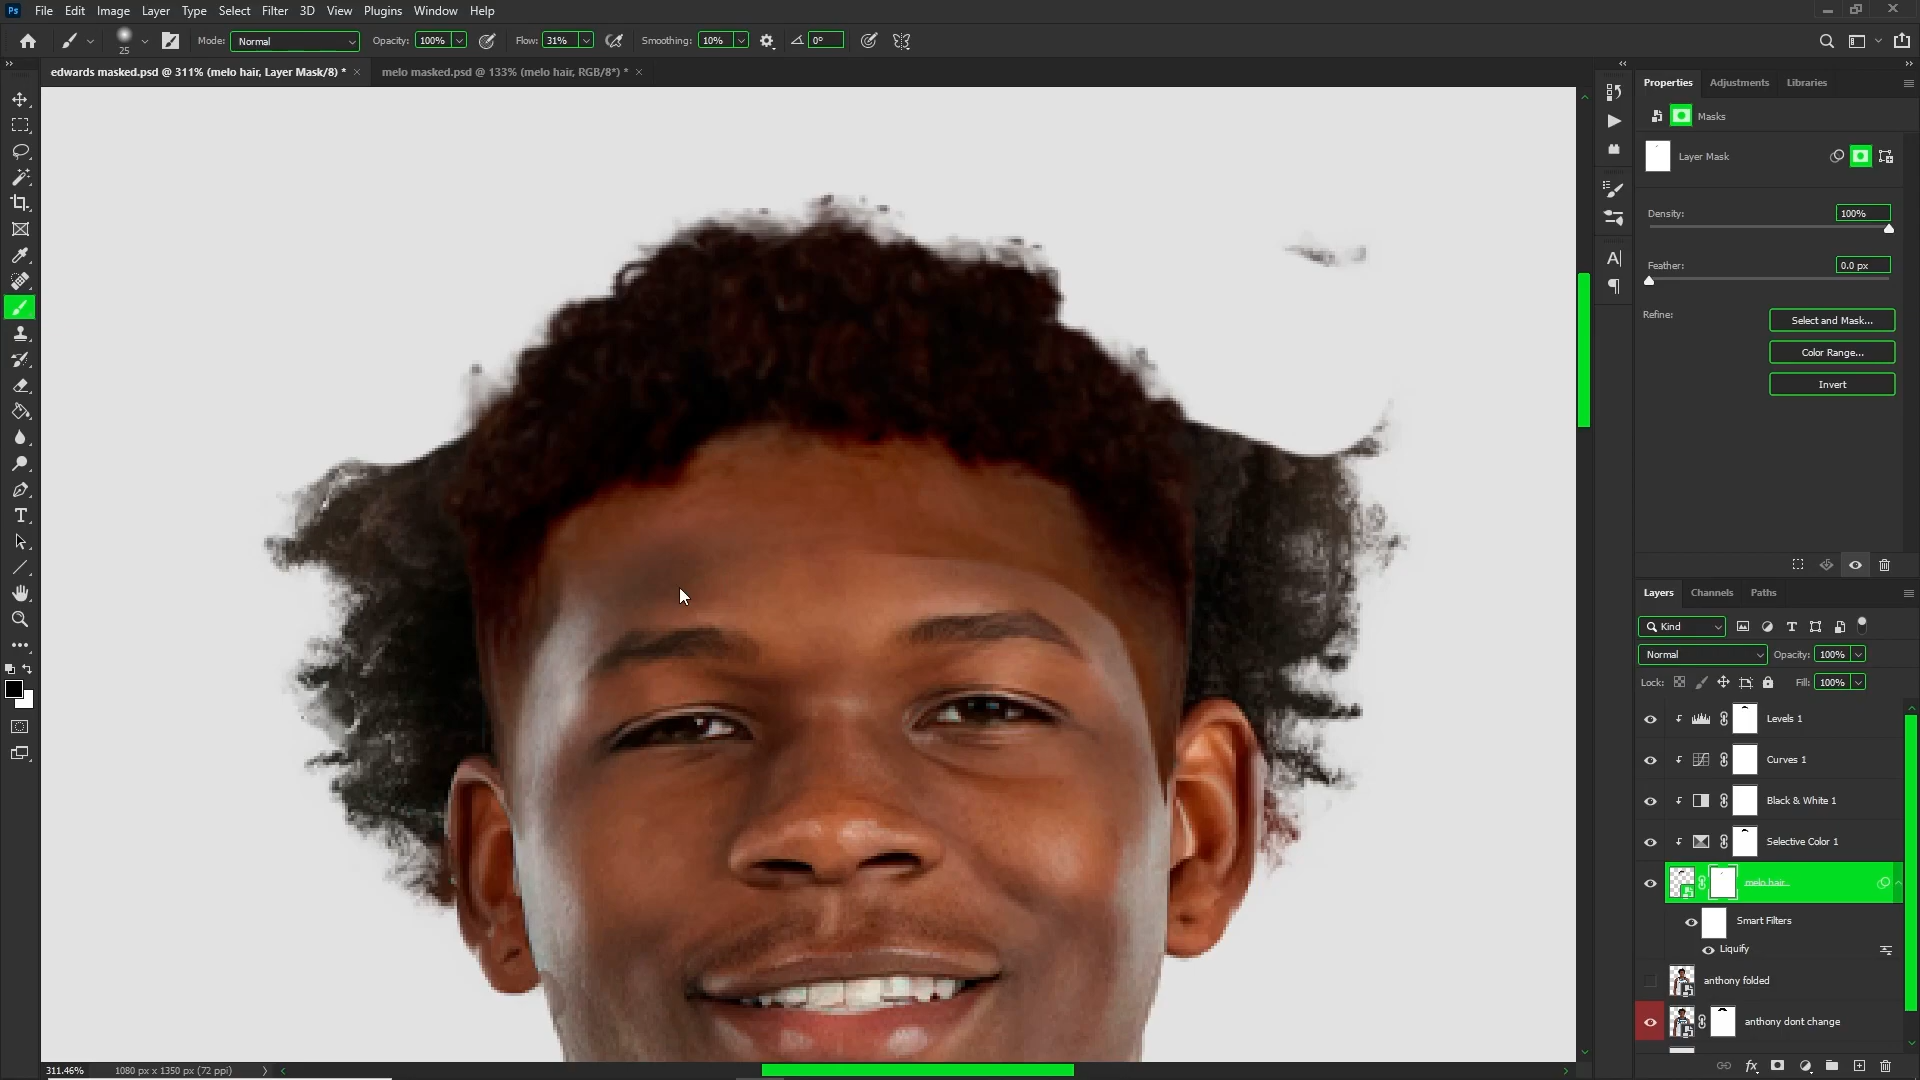 Ps File Edit Image Layer Type Select Filter 3D View Plugins Window Help
25 Mode: Normal Opacity: 100% Flow: 31% Smoothing: 10% 0°
edwards masked.psd @ 311% (melo hair, Layer Mask/8) * × melo masked.psd @ 133% (melo hair, RGB/8*) * ×
Properties Adjustments Libraries
Masks
Layer Mask
Density: 100%
Feather: 0.0 px
Refine:
Select and Mask...
Color Range...
Invert
Layers Channels Paths
Kind
Normal Opacity: 100%
Lock: Fill: 100%
Levels 1
Curves 1
Black & White 1
Selective Color 1
melo hair
Smart Filters
Liquify
anthony folded
anthony dont change
311.46% 1080 px x 1350 px (72 ppi)